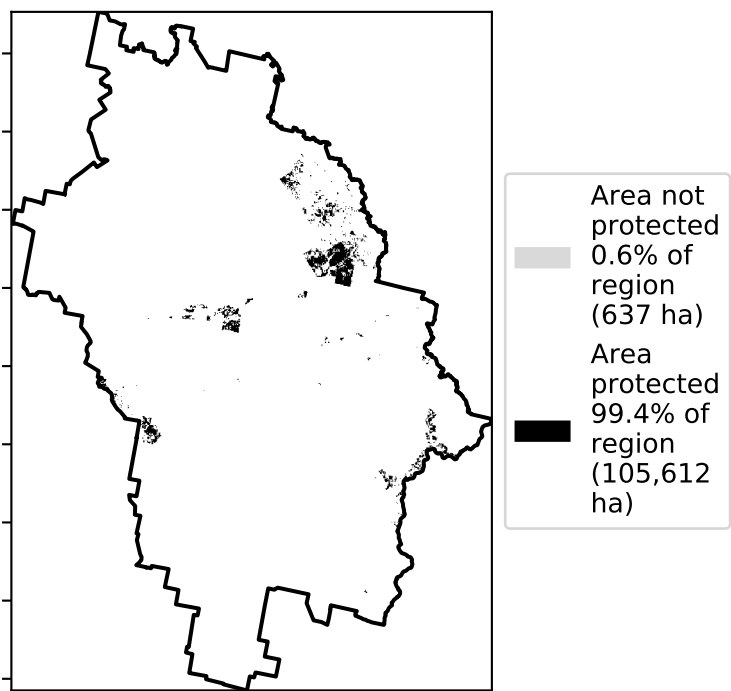 Area not
protected
0.6% of
region
(637 ha)
Area
protected
99.4% of
region
(105,612
ha)